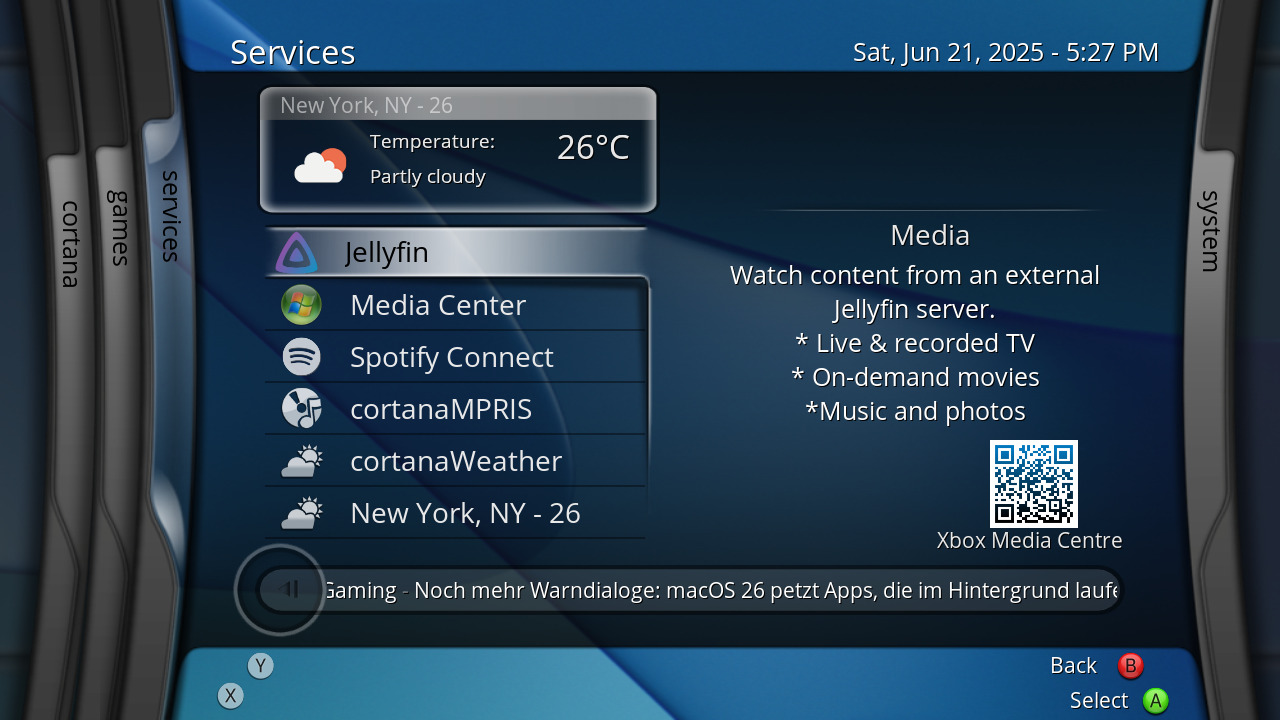 Services
Sat, Jun 21, 2025 - 5:27 PM
New York, NY - 26
Temperature:
26°C
Partly cloudy
cortana
games
services
system
Jellyfin
Media Center
Spotify Connect
cortanaMPRIS
cortanaWeather
New York, NY - 26
Media
Watch content from an external
Jellyfin server.
* Live & recorded TV
* On-demand movies
*Music and photos
Xbox Media Centre
Gaming - Noch mehr Warndialoge: macOS 26 petzt Apps, die im Hintergrund laufe
Y
X
Back B
Select A